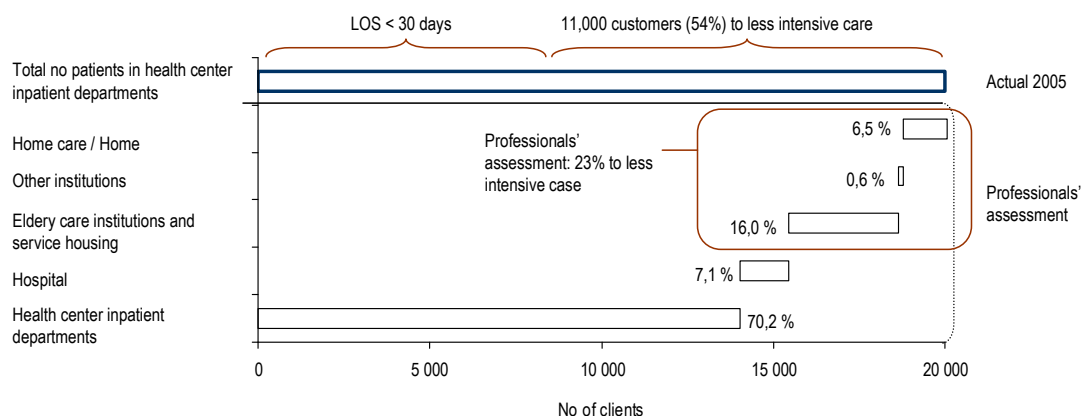 LOS < 30 days
11,000 customers (54%) to less intensive care
Total no patients in health center
inpatient departments
Actual 2005
Home care / Home
6,5 %
Professionals’
assessment: 23% to less
intensive case
Other institutions
0,6 %
Professionals’
assessment
Eldery care institutions and
service housing
16,0 %
Hospital
7,1 %
Health center inpatient
departments
70,2 %
0
5 000
10 000
15 000
20 000
No of clients